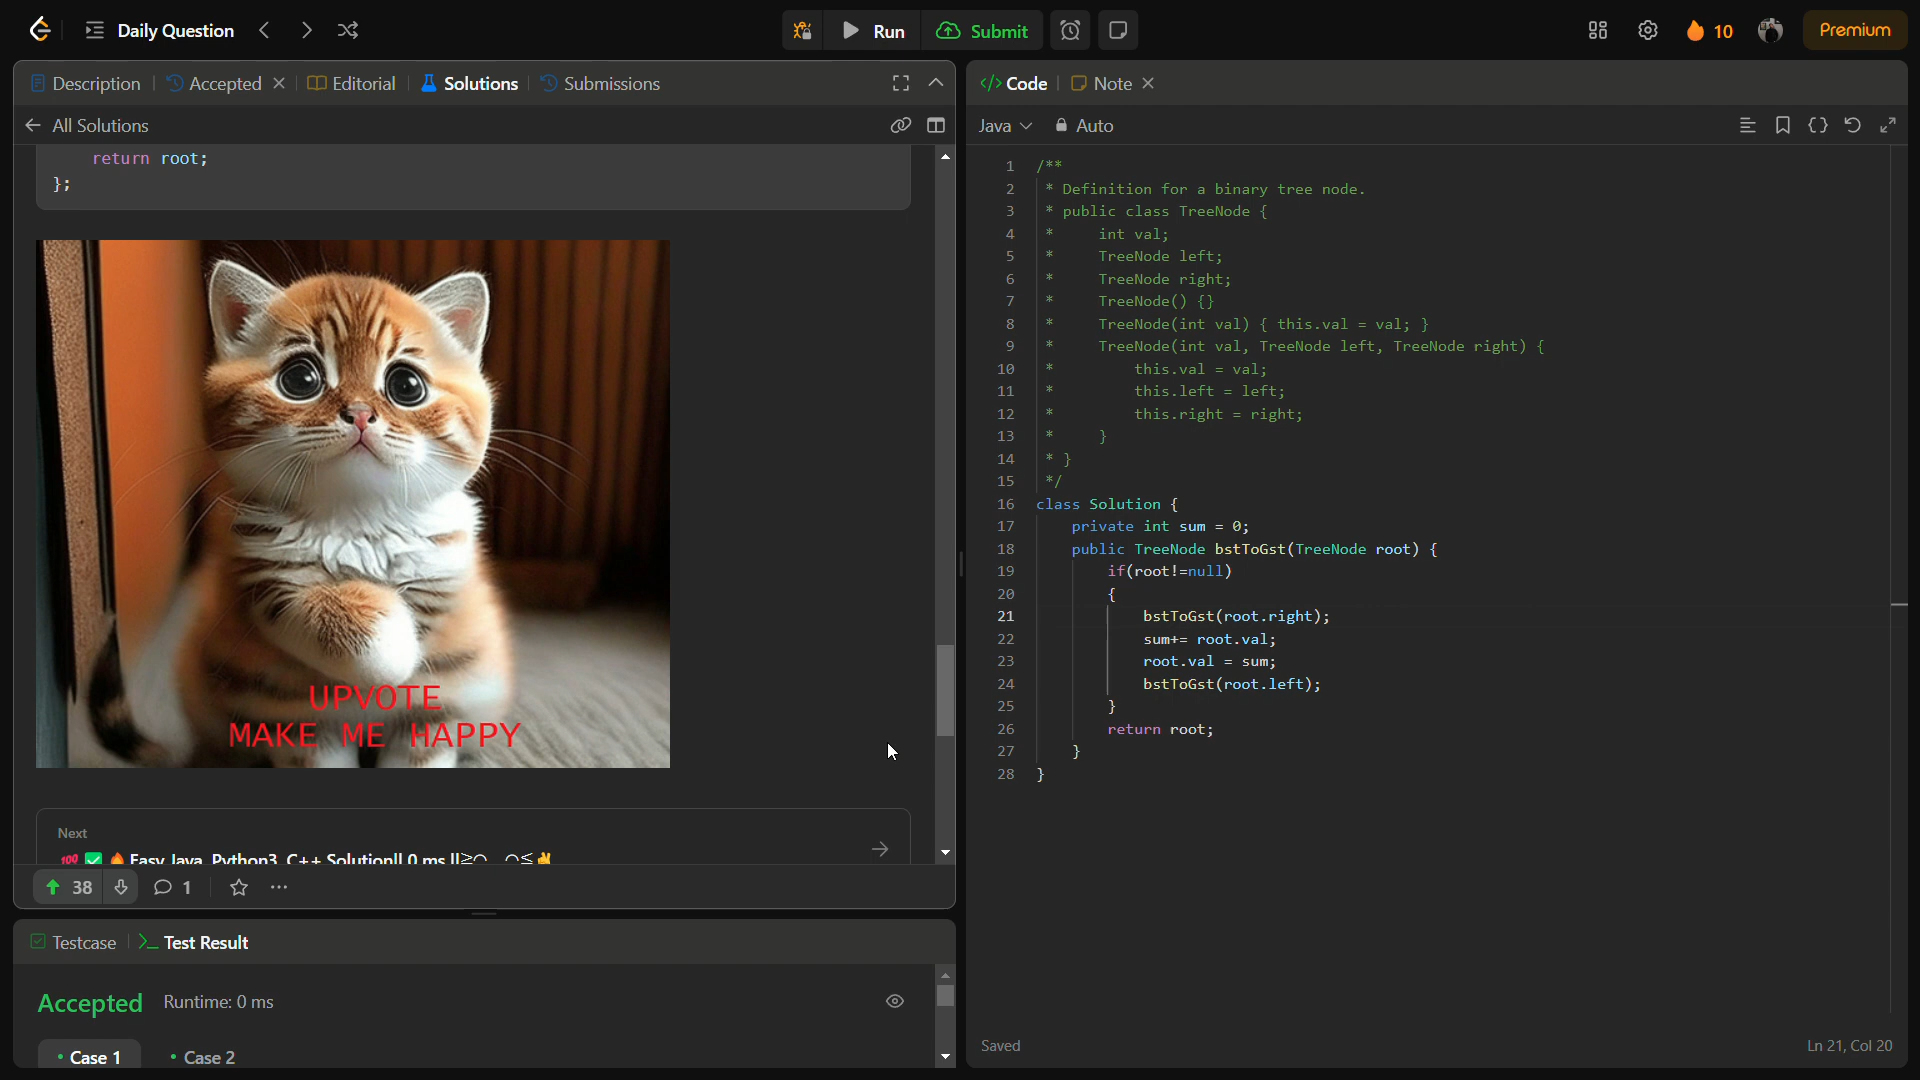 Daily Question
Run
Submit
10
Premium
Description
Accepted
Editorial
Solutions
Submissions
All Solutions
return root;
};
UPVOTE
MAKE ME HAPPY
Next
💯 ✅ 🔥 Easy Java, Python3, C++ Solution|| 0 ms ||≧◠‿◠≦✌
38
1
Testcase
Test Result
Accepted
Runtime: 0 ms
Case 1
Case 2
</> Code
Note
Java
Auto
1 /**
2 * Definition for a binary tree node.
3 * public class TreeNode {
4 *     int val;
5 *     TreeNode left;
6 *     TreeNode right;
7 *     TreeNode() {}
8 *     TreeNode(int val) { this.val = val; }
9 *     TreeNode(int val, TreeNode left, TreeNode right) {
10 *         this.val = val;
11 *         this.left = left;
12 *         this.right = right;
13 *     }
14 * }
15 */
16 class Solution {
17     private int sum = 0;
18     public TreeNode bstToGst(TreeNode root) {
19         if(root!=null)
20         {
21             bstToGst(root.right);
22             sum+= root.val;
23             root.val = sum;
24             bstToGst(root.left);
25         }
26         return root;
27     }
28 }
Saved
Ln 21, Col 20